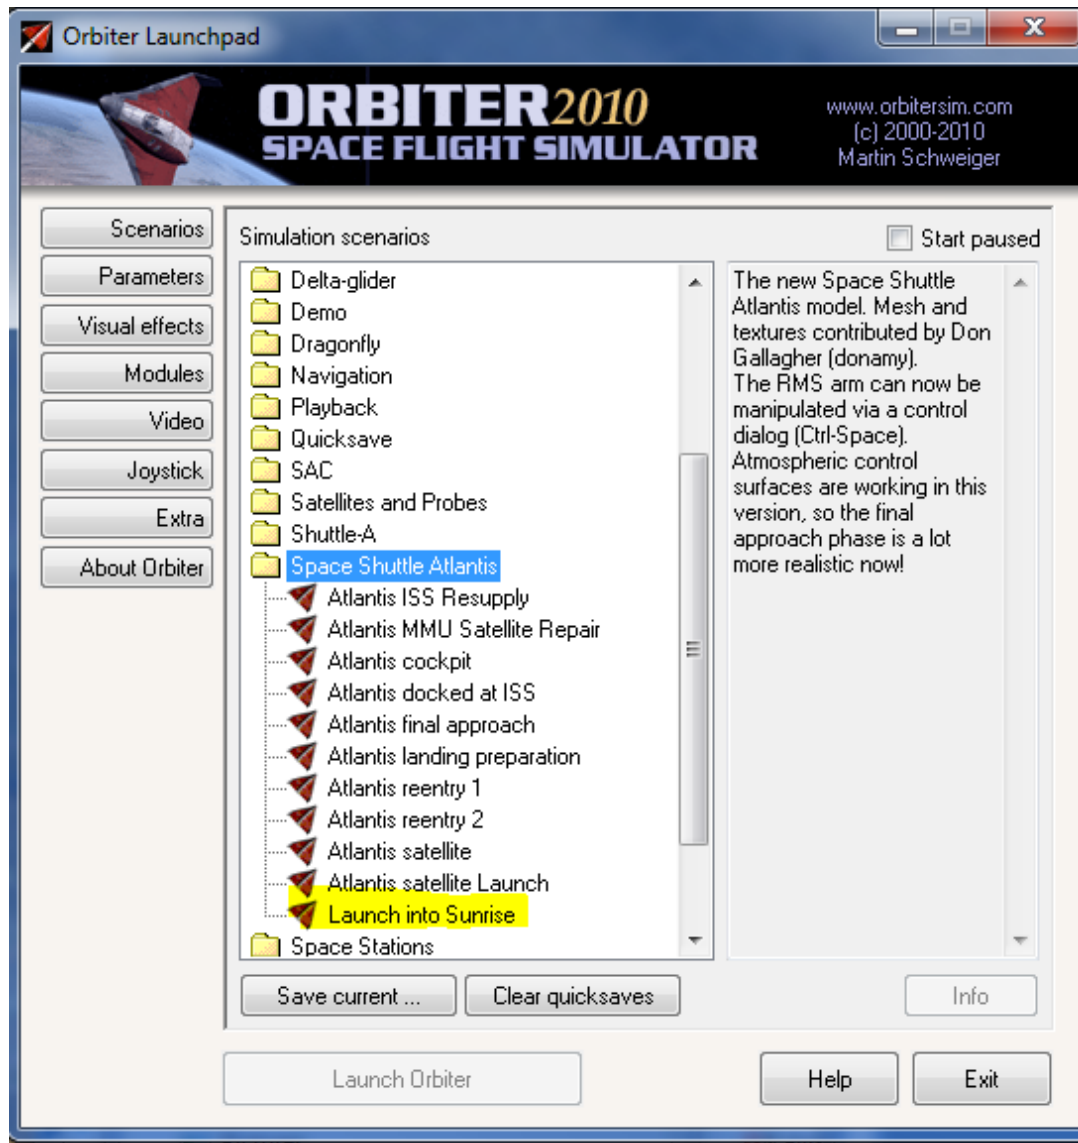 Orbiter Launchpad
ORBITER2010
SPACE FLIGHT SIMULATOR
www.orbitersim.com
(c) 2000-2010
Martin Schweiger
Scenarios
Parameters
Visual effects
Modules
Video
Joystick
Extra
About Orbiter
Simulation scenarios
Start paused
Delta-glider
Demo
Dragonfly
Navigation
Playback
Quicksave
SAC
Satellites and Probes
Shuttle-A
Space Shuttle Atlantis
Atlantis ISS Resupply
Atlantis MMU Satellite Repair
Atlantis cockpit
Atlantis docked at ISS
Atlantis final approach
Atlantis landing preparation
Atlantis reentry 1
Atlantis reentry 2
Atlantis satellite
Atlantis satellite Launch
Launch into Sunrise
Space Stations
The new Space Shuttle
Atlantis model. Mesh and
textures contributed by Don
Gallagher (donamy).
The RMS arm can now be
manipulated via a control
dialog (Ctrl-Space).
Atmospheric control
surfaces are working in this
version, so the final
approach phase is a lot
more realistic now!
Save current ...
Clear quicksaves
Info
Launch Orbiter
Help
Exit